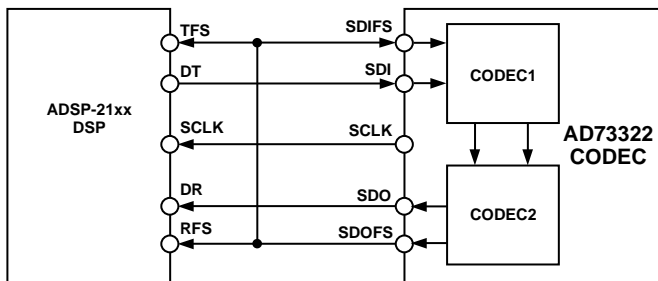 TFS
SDIFS
DT
SDI
CODEC1
ADSP-21xx
DSP
SCLK
SCLK
AD73322
CODEC
DR
SDO
CODEC2
RFS
SDOFS